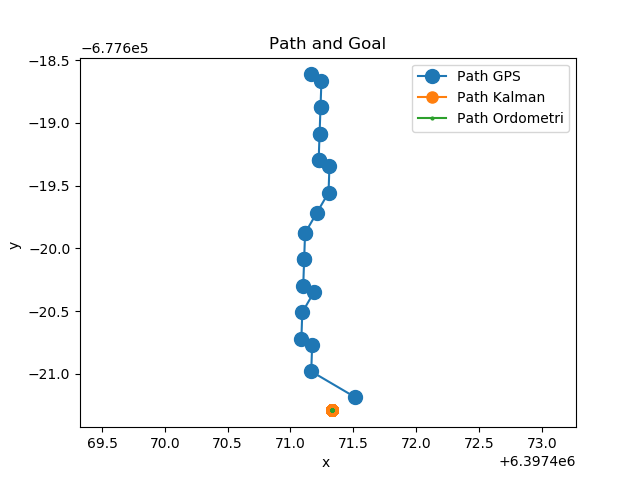 Path and Goal
−6.776e5
−18.5
−19.0
−19.5
−20.0
−20.5
−21.0
y
Path GPS
Path Kalman
Path Ordometri
69.5 70.0 70.5 71.0 71.5 72.0 72.5 73.0
x
+6.3974e6